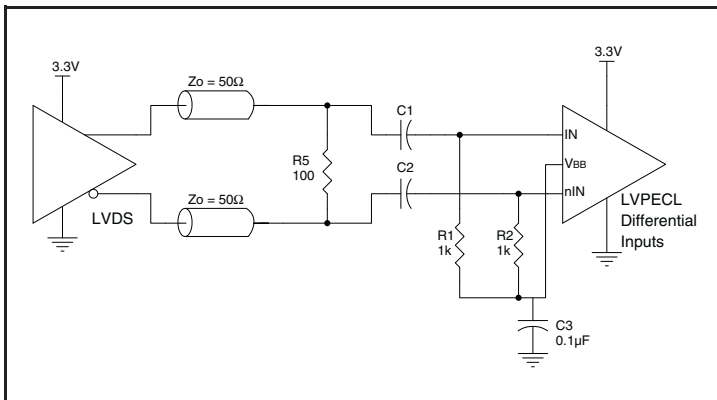 3.3V
3.3V
Zo = 50Ω
C1
IN
R5
100
VBB
C2
nIN
Zo = 50Ω
LVDS
LVPECL
Differential
Inputs
R1
1k
R2
1k
C3
0.1µF